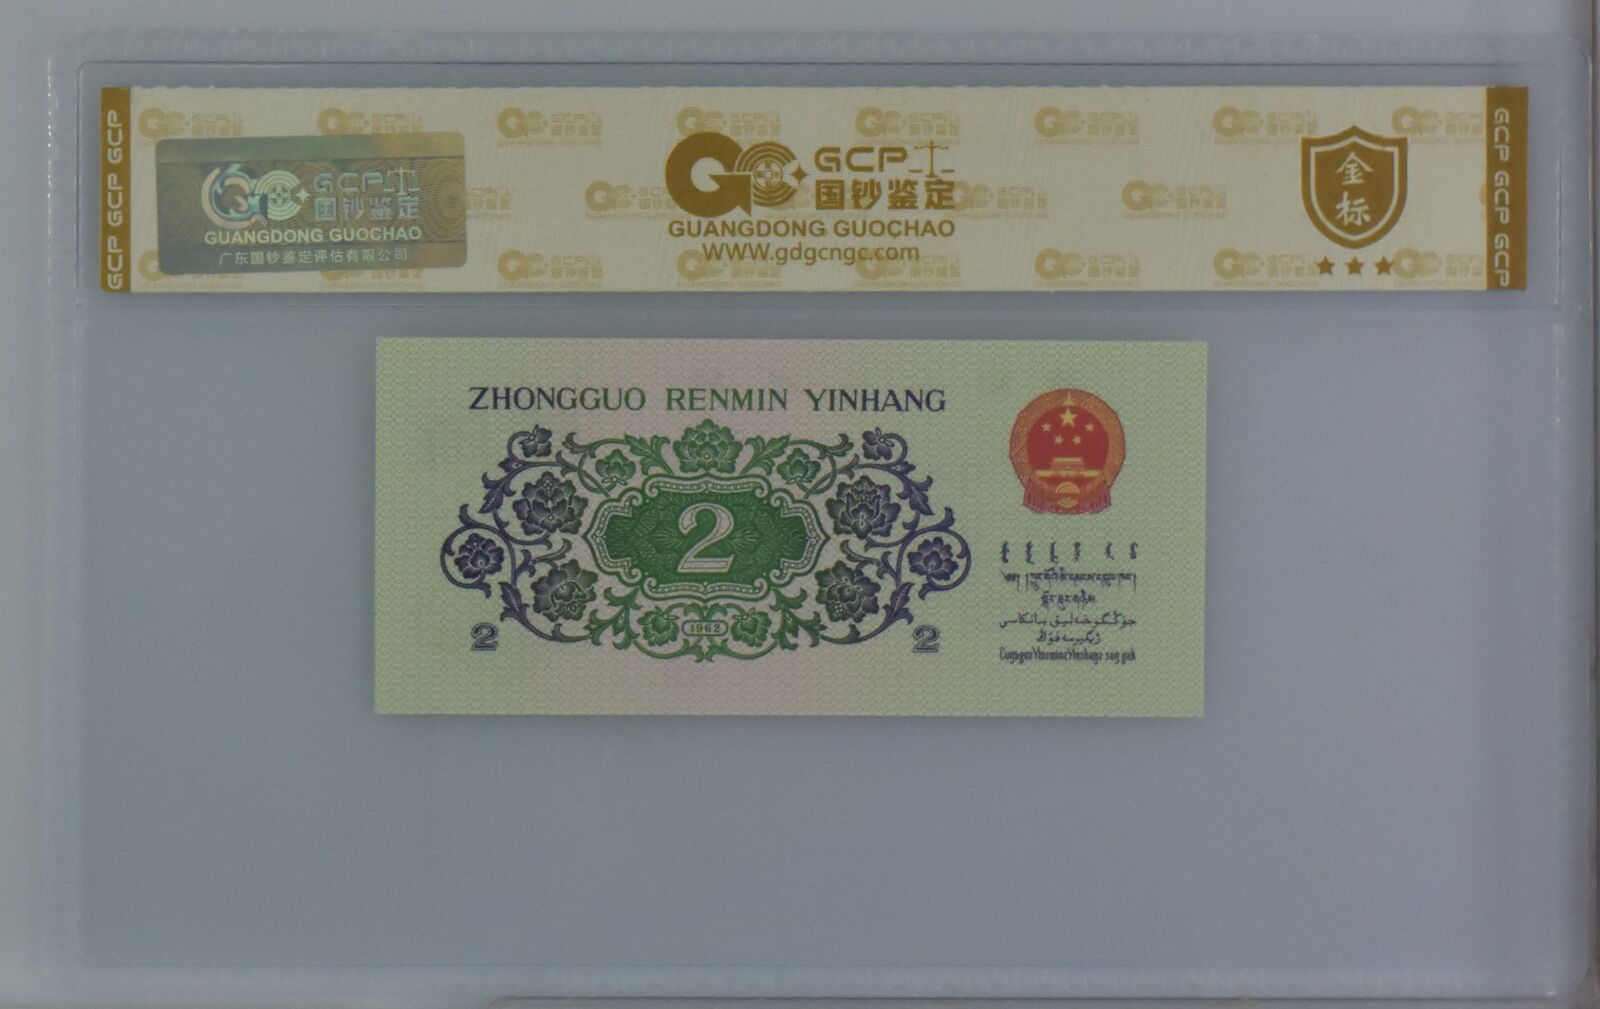 GCP GCP GCP
GCP 国钞鉴定
GUANGDONG GUOCHAO
广东国钞鉴定评估有限公司
GCP
国钞鉴定
GUANGDONG GUOCHAO
WWW.gdgcngc.com
金标
GCP GCP GCP
ZHONGGUO RENMIN YINHANG
2
1962
2
2
جۇڭگوخەلىق بانكاسى